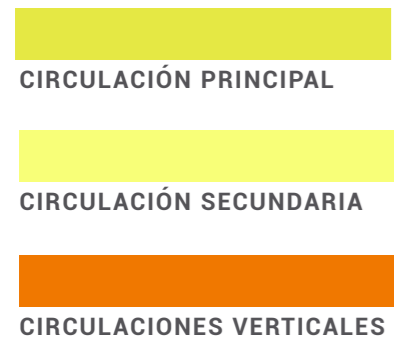 CIRCULACIÓN PRINCIPAL
CIRCULACIÓN SECUNDARIA
CIRCULACIONES VERTICALES